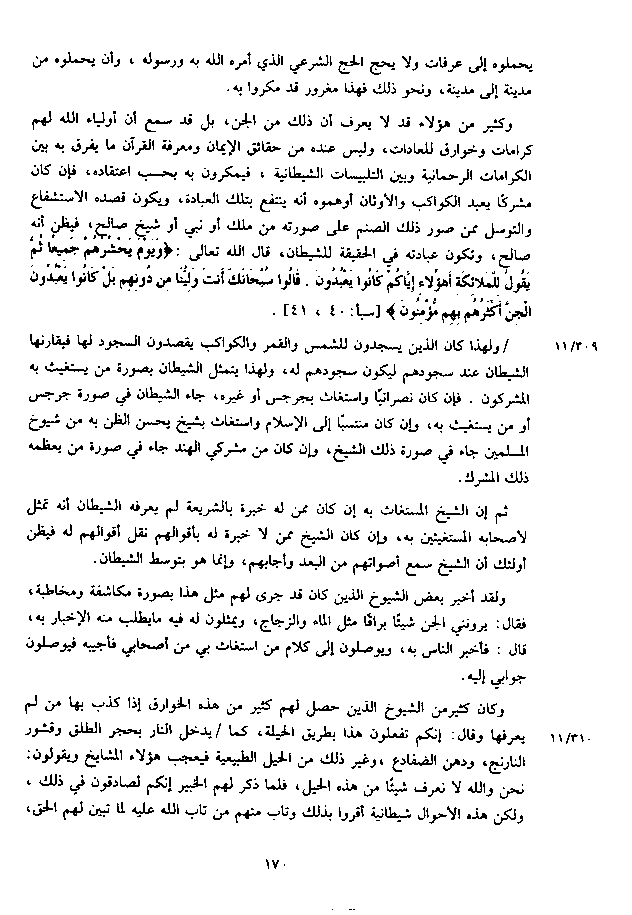 يحملوه إلى عرفات ولا يحج الحج الشرعي الذي أمره الله به ورسوله ، وأن يحملوه من
مدينة إلى مدينة، ونحو ذلك فهذا مغرور قد مكروا به.
وكثير من هؤلاء قد لا يعرف أن ذلك من الجن، بل قد سمع أن أولياء الله لهم
كرامات وخوارق للعادات، وليس عنده من حقائق الإيمان ومعرفة القرآن ما يفرق به بين
الكرامات الرحمانية وبين التلبيسات الشيطانية ، فيمكرون به بحسب اعتقاده، فإن كان
مشركًا يعبد الكواكب والأوثان أوهموه أنه ينتفع بتلك العبادة، ويكون قصده الاستشفاع
والتوسل ممن صور ذلك الصنم على صورته من ملك أو نبي أو شيخ صالح، فيظن أنه
صالح، وتكون عبادته في الحقيقة للشيطان، قال الله تعالى : ﴿وَيَوْمَ يَحْشُرُهُمْ جَمِيعًا ثُمَّ
يَقُولُ لِلْمَلائِكَةِ أَهَؤُلاءِ إِيَّاكُمْ كَانُوا يَعْبُدُونَ . قَالُوا سُبْحَانَكَ أَنتَ وَلِيُّنَا مِن دُونِهِم بَلْ كَانُوا يَعْبُدُونَ
الْجِنَّ أَكْثَرُهُم بِهِم مُّؤْمِنُونَ ﴾ [سبأ: ٤٠ ، ٤١] .
١١/٣٠٩ / ولهذا كان الذين يسجدون للشمس والقمر والكواكب يقصدون السجود لها فيقارنها
الشيطان عند سجودهم ليكون سجودهم له، ولهذا يتمثل الشيطان بصورة من يستغيث به
المشركون . فإن كان نصرانيًا واستغاث بجرجس أو غيره، جاء الشيطان في صورة جرجس
أو من يستغيث به، وإن كان منتسبًا إلى الإسلام واستغاث بشيخ يحسن الظن به من شيوخ
المسلمين جاء في صورة ذلك الشيخ، وإن كان من مشركي الهند جاء في صورة من يعظمه
ذلك المشرك.
ثم إن الشيخ المستغاث به إن كان ممن له خبرة بالشريعة لم يعرفه الشيطان أنه تمثل
لأصحابه المستغيثين به، وإن كان الشيخ ممن لا خبرة له بأقوالهم نقل أقوالهم له فيظن
أولئك أن الشيخ سمع أصواتهم من البعد وأجابهم، وإنما هو بتوسط الشيطان.
ولقد أخبر بعض الشيوخ الذين كان قد جرى لهم مثل هذا بصورة مكاشفة ومخاطبة،
فقال: يرونني الجن شيئًا براقًا مثل الماء والزجاج، ويمثلون له فيه مايطلب منه الإخبار به،
قال : فأخبر الناس به، ويوصلون إلى كلام من استغاث بي من أصحابي فأجيبه فيوصلون
جوابي إليه.
وكان كثيرمن الشيوخ الذين حصل لهم كثير من هذه الخوارق إذا كذب بها من لم
١١/٣١٠ يعرفها وقال: إنكم تفعلون هذا بطريق الحيلة، كما /يدخل النار بحجر الطلق وقشور
النارنج، ودهن الضفادع ،وغير ذلك من الحيل الطبيعية فيعجب هؤلاء المشايخ ويقولون:
نحن والله لا نعرف شيئًا من هذه الحيل، فلما ذكر لهم الخبير إنكم لصادقون في ذلك ،
ولكن هذه الأحوال شيطانية أقروا بذلك وتاب منهم من تاب الله عليه لما تبين لهم الحق،
١٧٠